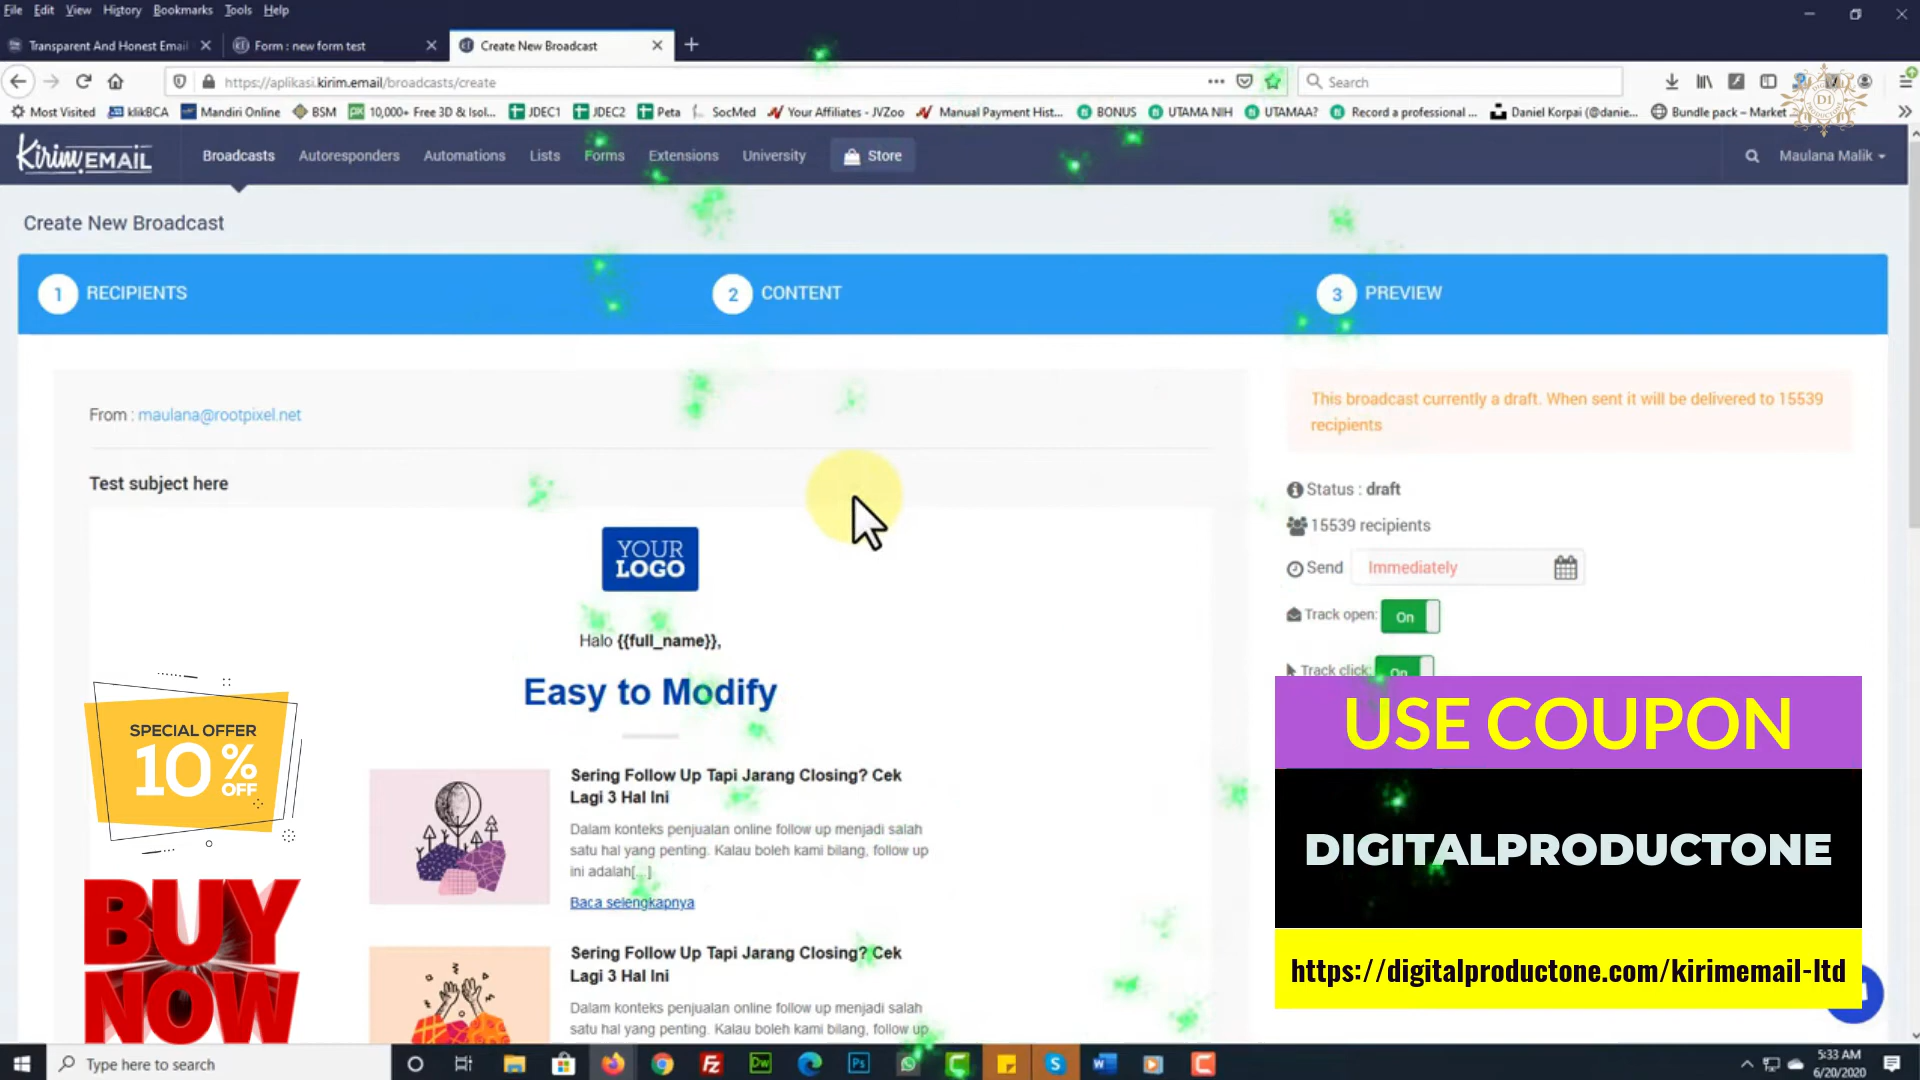 File Edit View History Bookmarks Tools Help
Transparent And Honest Email
Form : new form test
Create New Broadcast
https://aplikasi.kirim.email/broadcasts/create
Search
Most Visited
klikBCA
Mandiri Online
BSM
10,000+ Free 3D & Isol...
JDEC1
JDEC2
Peta
SocMed
Your Affiliates - JVZoo
Manual Payment Hist...
BONUS
UTAMA NIH
UTAMAA?
Record a professional ...
Daniel Korpai (@danie...
Bundle pack – Market
Kirim.EMAIL
Broadcasts
Autoresponders
Automations
Lists
Forms
Extensions
University
Store
Maulana Malik
Create New Broadcast
1 RECIPIENTS
2 CONTENT
3 PREVIEW
From : maulana@rootpixel.net
Test subject here
YOUR
LOGO
Halo {{full_name}},
Easy to Modify
Sering Follow Up Tapi Jarang Closing? Cek
Lagi 3 Hal Ini
Dalam konteks penjualan online follow up menjadi salah
satu hal yang penting. Kalau boleh kami bilang, follow up
ini adalah[...]
Baca selengkapnya
Sering Follow Up Tapi Jarang Closing? Cek
Lagi 3 Hal Ini
Dalam konteks penjualan online follow up menjadi salah
satu hal yang penting. Kalau boleh kami bilang, follow up
This broadcast currently a draft. When sent it will be delivered to 15539
recipients
Status : draft
15539 recipients
Send Immediately
Track open: On
Track click: On
SPECIAL OFFER
10%
OFF
BUY
NOW
USE COUPON
DIGITALPRODUCTONE
https://digitalproductone.com/kirimemail-ltd
Type here to search
5:33 AM
6/20/2020